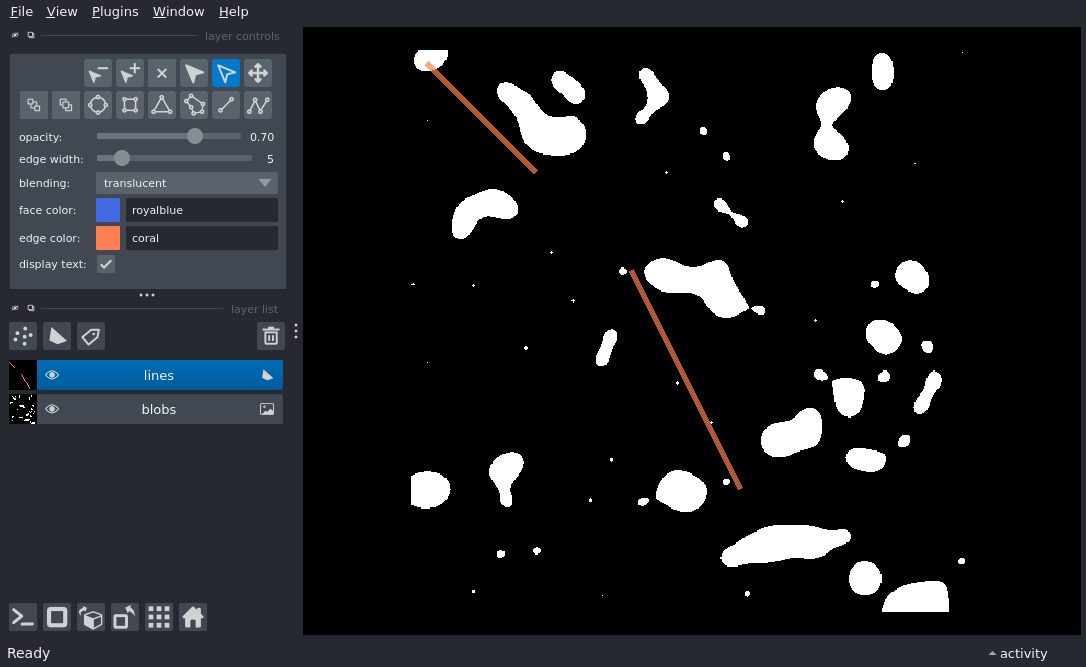 File View Plugins Window Help
layer controls
opacity: 0.70
edge width: 5
blending: translucent
face color: royalblue
edge color: coral
display text:
layer list
lines
blobs
Ready
activity